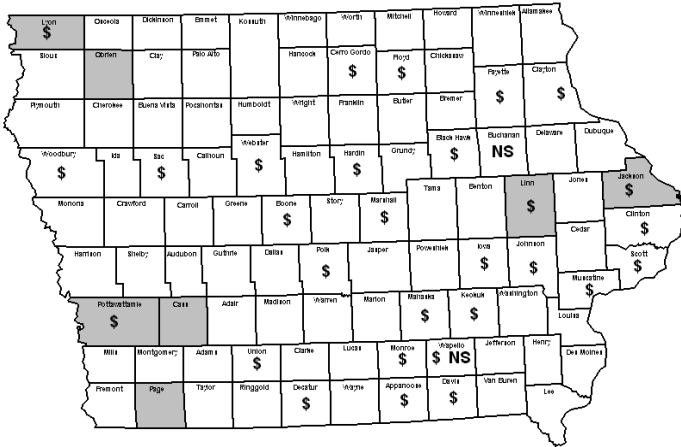 Lyon Osceola Dickinson Emmet Kossuth Winnebago Worth Mitchell Howard Winneshiek Allamakee
$
Sioux Obrien Clay Palo Alto Hancock Cerro Gordo Floyd Chickasaw Fayette Clayton
$ $ $ $
Plymouth Cherokee Buena Vista Pocahontas Humboldt Wright Franklin Butler Bremer
Woodbury Ida Sac Calhoun Webster Hamilton Hardin Grundy Black Hawk Buchanan Delaware Dubuque
$ $ $ $ $ NS
Monona Crawford Carroll Greene Boone Story Marshall Tama Benton Linn Jones Jackson
$ $ $ $
Clinton
$
Harrison Shelby Audubon Guthrie Dallas Polk Jasper Poweshiek Iowa Johnson Cedar Scott
$ $ $ $
Muscatine
$
Pottawattamie Cass Adair Madison Warren Marion Mahaska Keokuk Washington Louisa
$ $ $
Mills Montgomery Adams Union Clarke Lucas Monroe Wapello Jefferson Henry Des Moines
$ $ $ NS
Fremont Page Taylor Ringgold Decatur Wayne Appanoose Davis Van Buren Lee
$ $ $